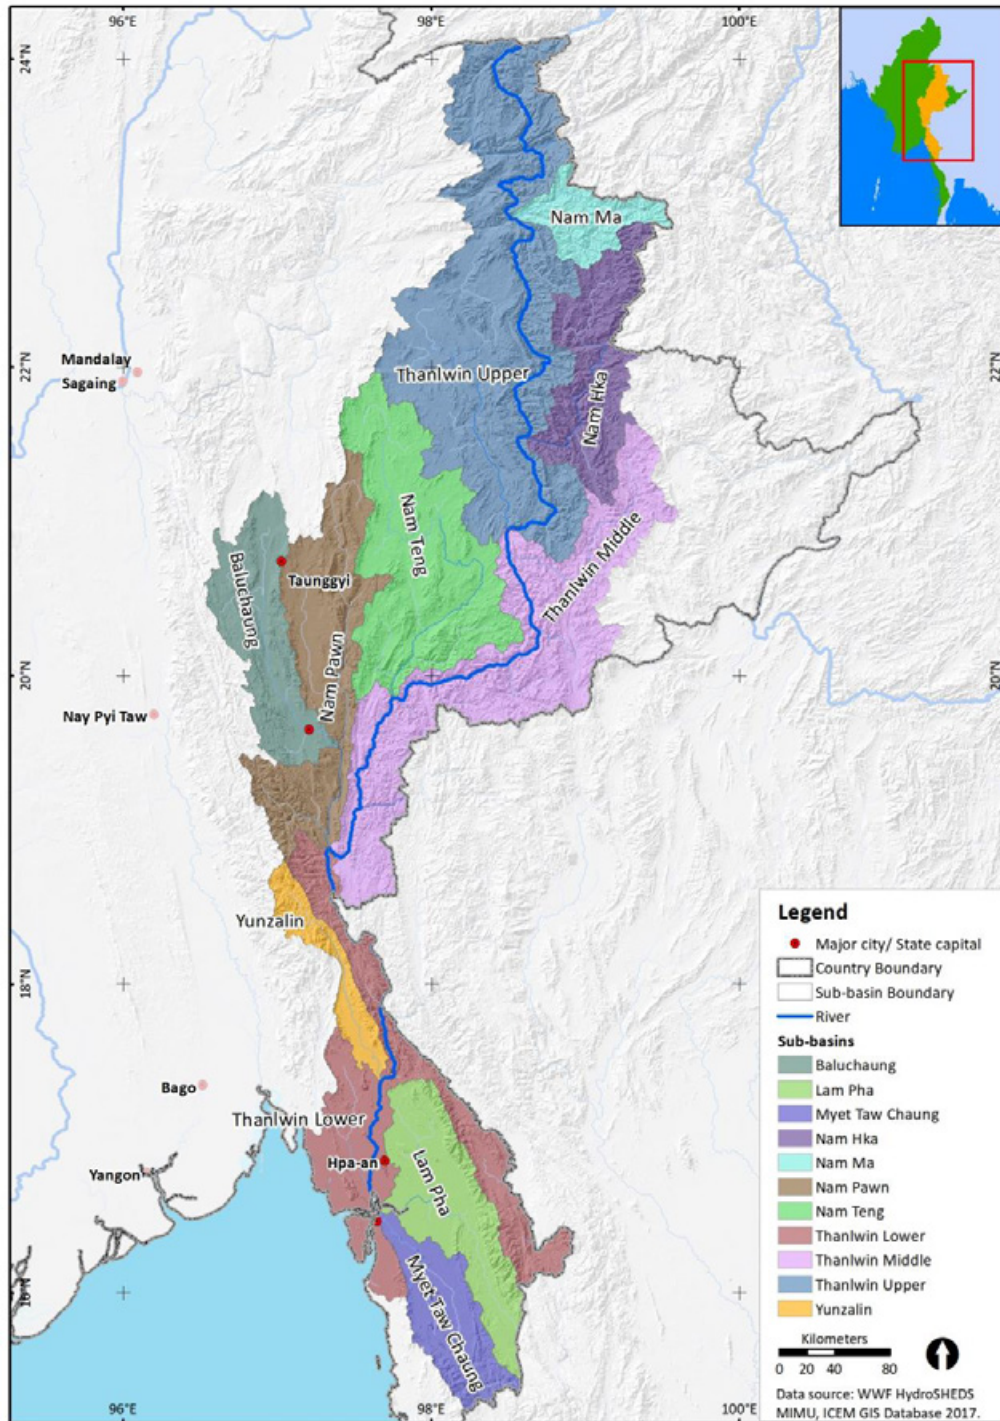 96°E
98°E
100°E
24°N
24°N
Nam Ma
22°N
22°N
Mandalay
Sagaing
Thanlwin Upper
Nam Hka
Nam Teng
Thanlwin Middle
Baluchaung
Taunggyi
Nam Pawn
20°N
20°N
Nay Pyi Taw
Yunzalin
18°N
Bago
Thanlwin Lower
Yangon
Hpa-an
Lam Pha
16°N
Myet Taw Chaung
96°E
98°E
100°E
Legend
Major city/ State capital
Country Boundary
Sub-basin Boundary
River
Sub-basins
Baluchaung
Lam Pha
Myet Taw Chaung
Nam Hka
Nam Ma
Nam Pawn
Nam Teng
Thanlwin Lower
Thanlwin Middle
Thanlwin Upper
Yunzalin
Kilometers
0 20 40 80
Data source: WWF HydroSHEDS
MIMU, ICEM GIS Database 2017.